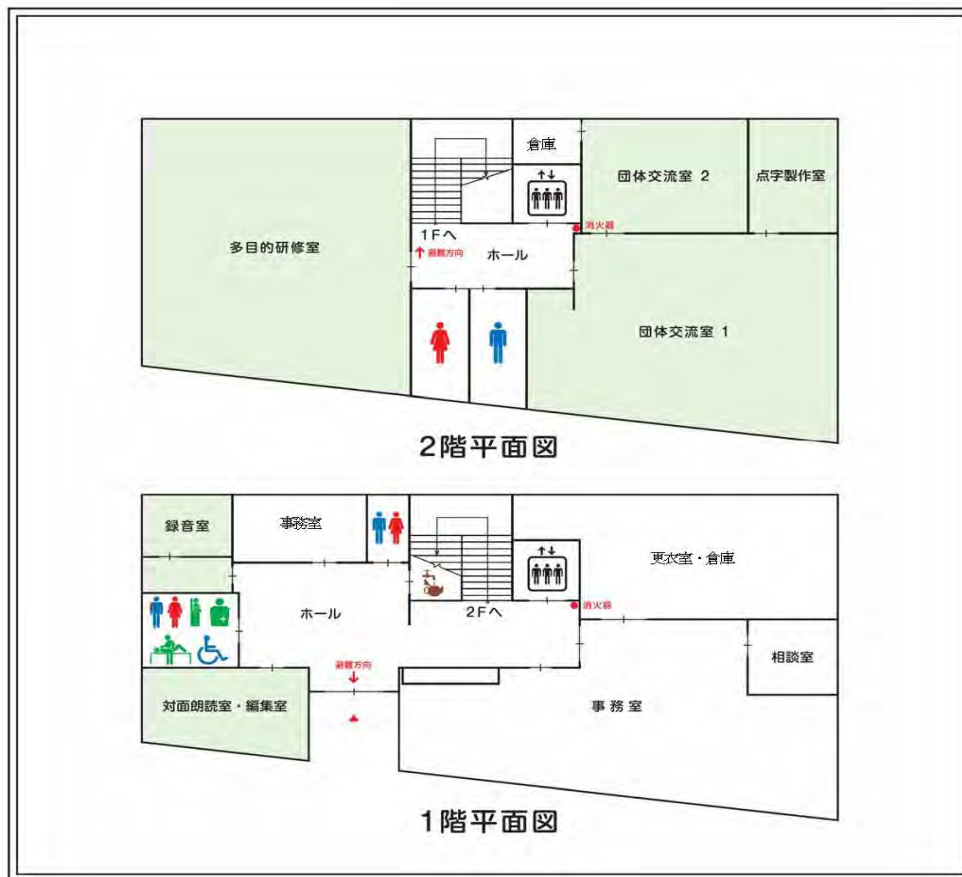 倉庫
団体交流室 2
点字製作室
1Fへ
消火器
多目的研修室
避難方向
ホール
団体交流室 1
2階平面図
録音室
事務室
更衣室・倉庫
ホール
2Fへ
消火器
避難方向
相談室
対面朗読室・編集室
事務室
1階平面図